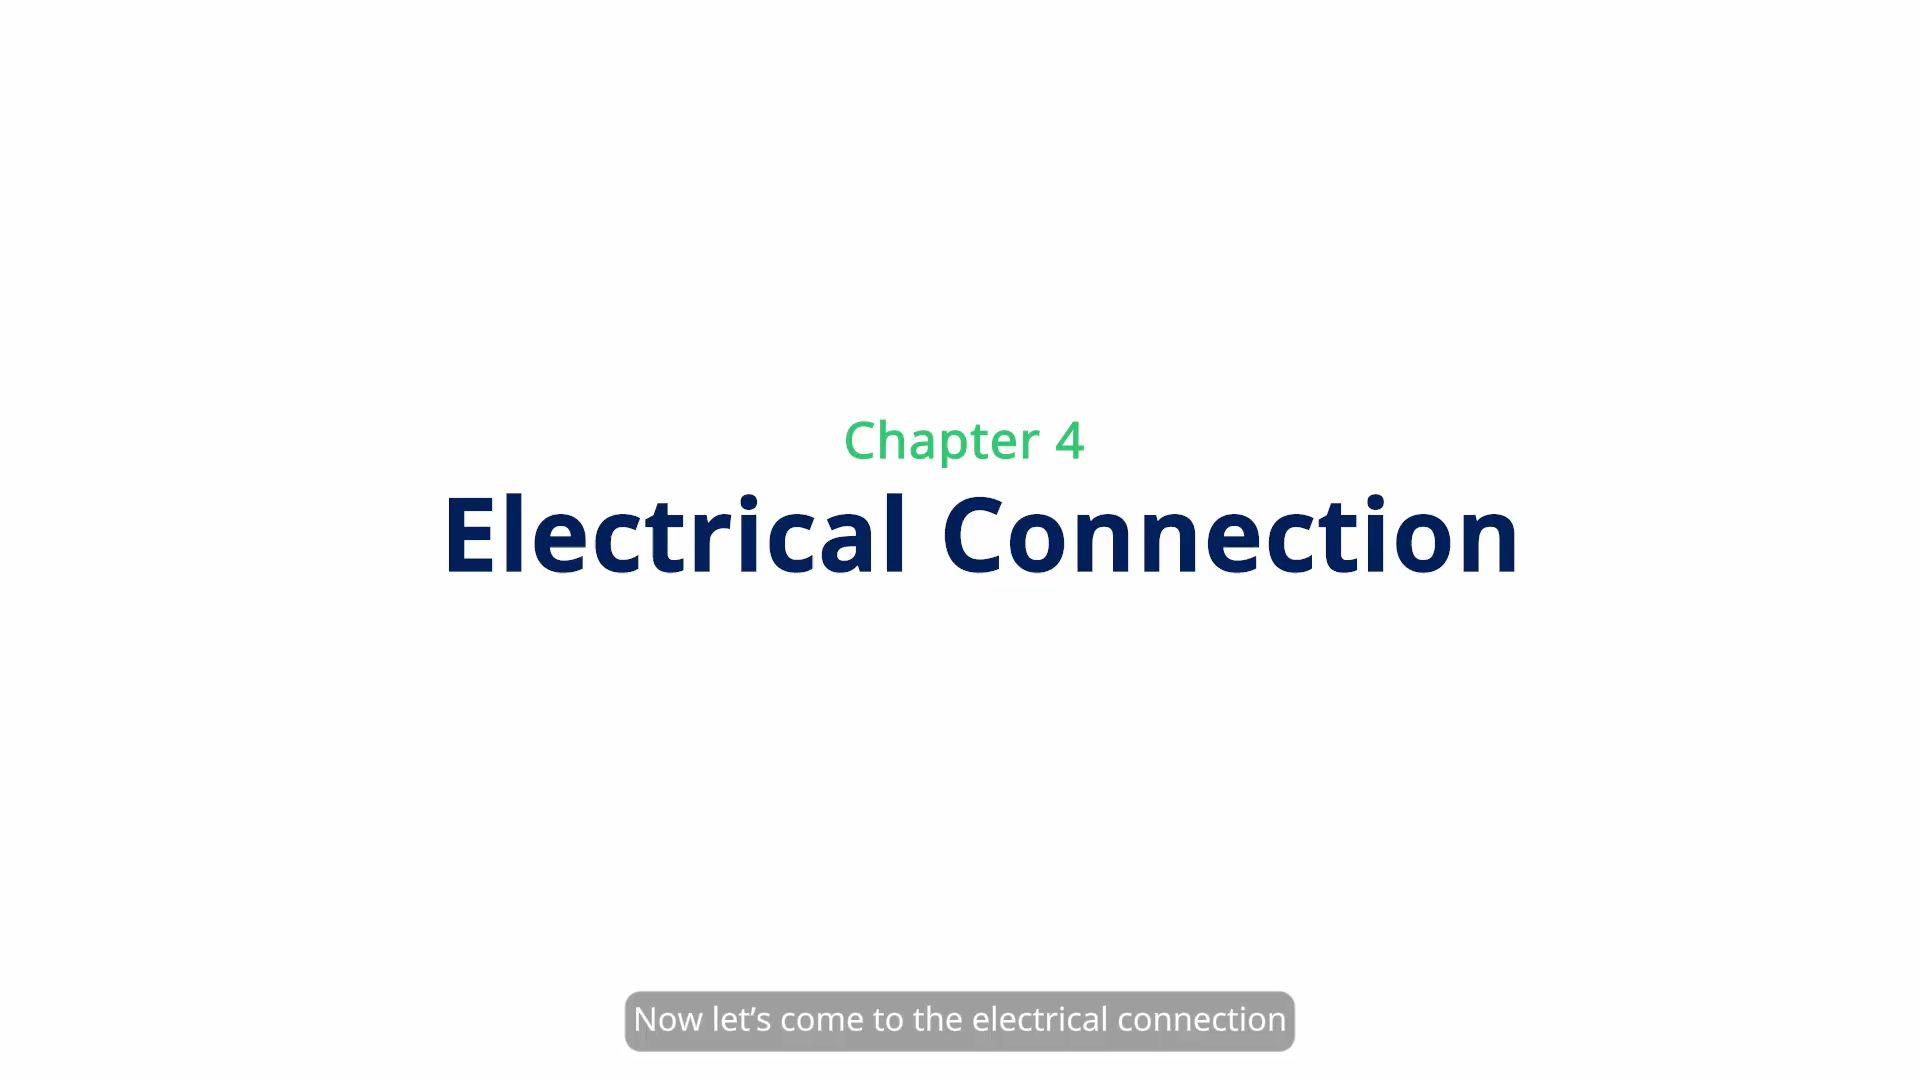 Chapter 4
Electrical Connection
Now let’s come to the electrical connection